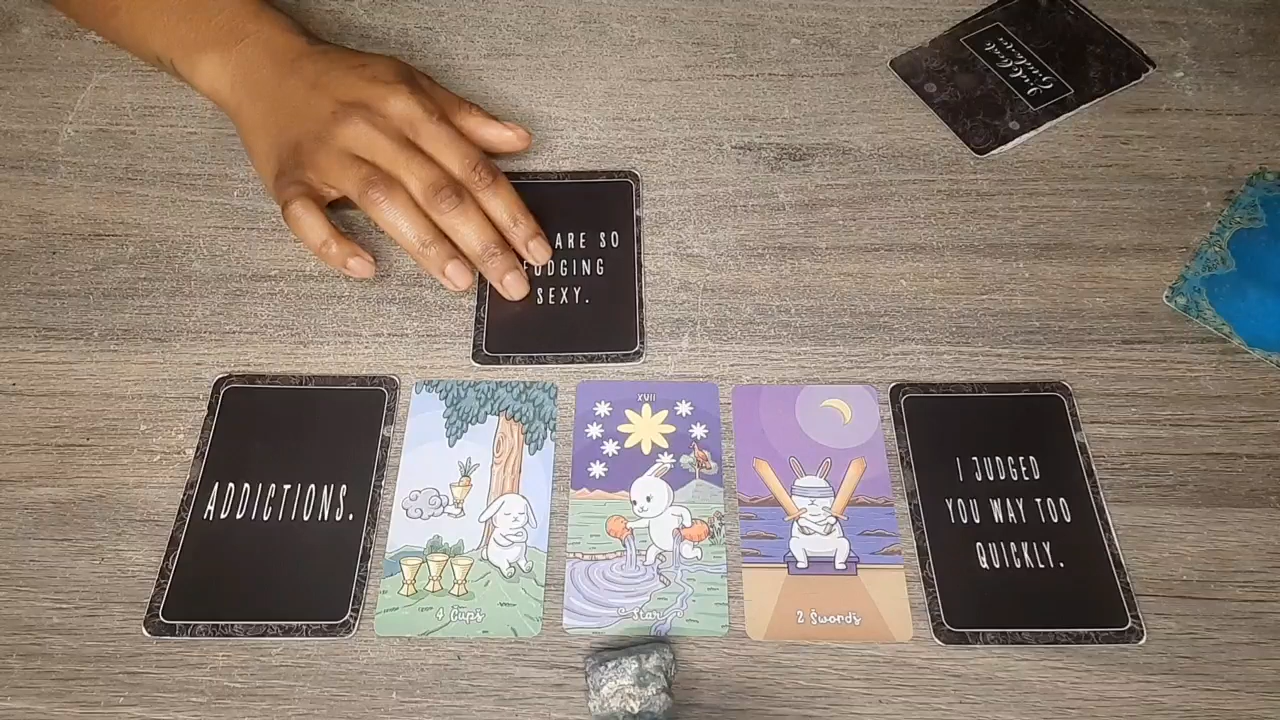 ARE SO
FUDGING
SEXY.
ADDICTIONS.
4 Cups
XVII
Star
2 Swords
I JUDGED
YOU WAY TOO
QUICKLY.